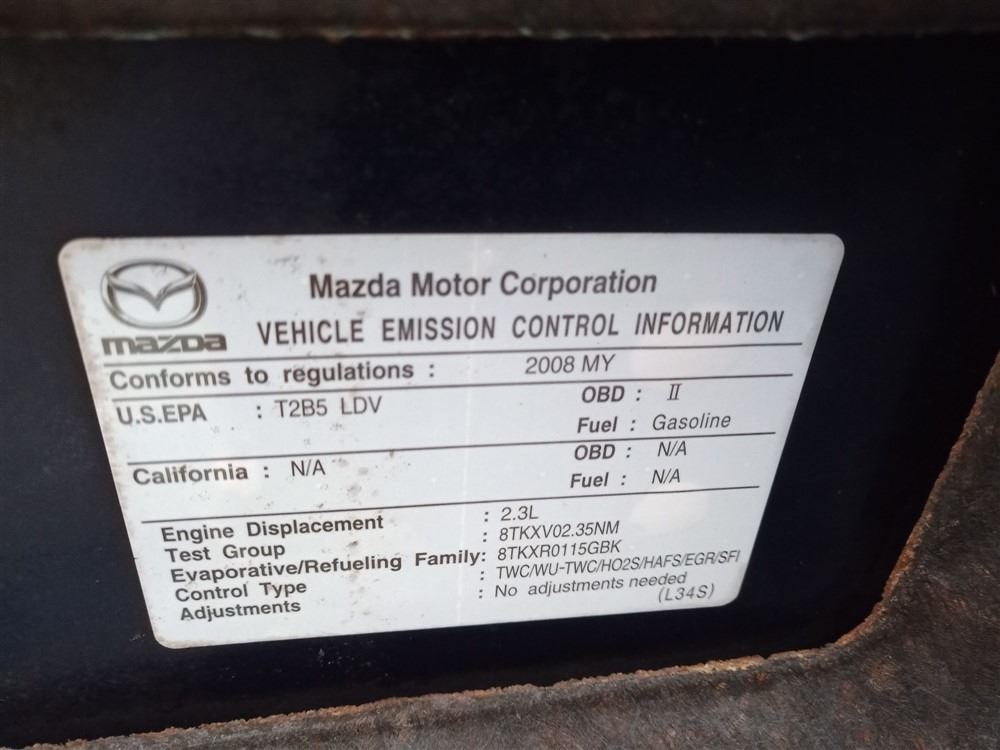 Mazda Motor Corporation
mazda
VEHICLE EMISSION CONTROL INFORMATION
Conforms to regulations : 2008 MY
U.S.EPA : T2B5 LDV OBD : II
Fuel : Gasoline
California : N/A OBD : N/A
Fuel : N/A
Engine Displacement : 2.3L
Test Group : 8TKXV02.35NM
Evaporative/Refueling Family: 8TKXR0115GBK
Control Type : TWC/WU-TWC/HO2S/HAFS/EGR/SFI
Adjustments : No adjustments needed
(L34S)